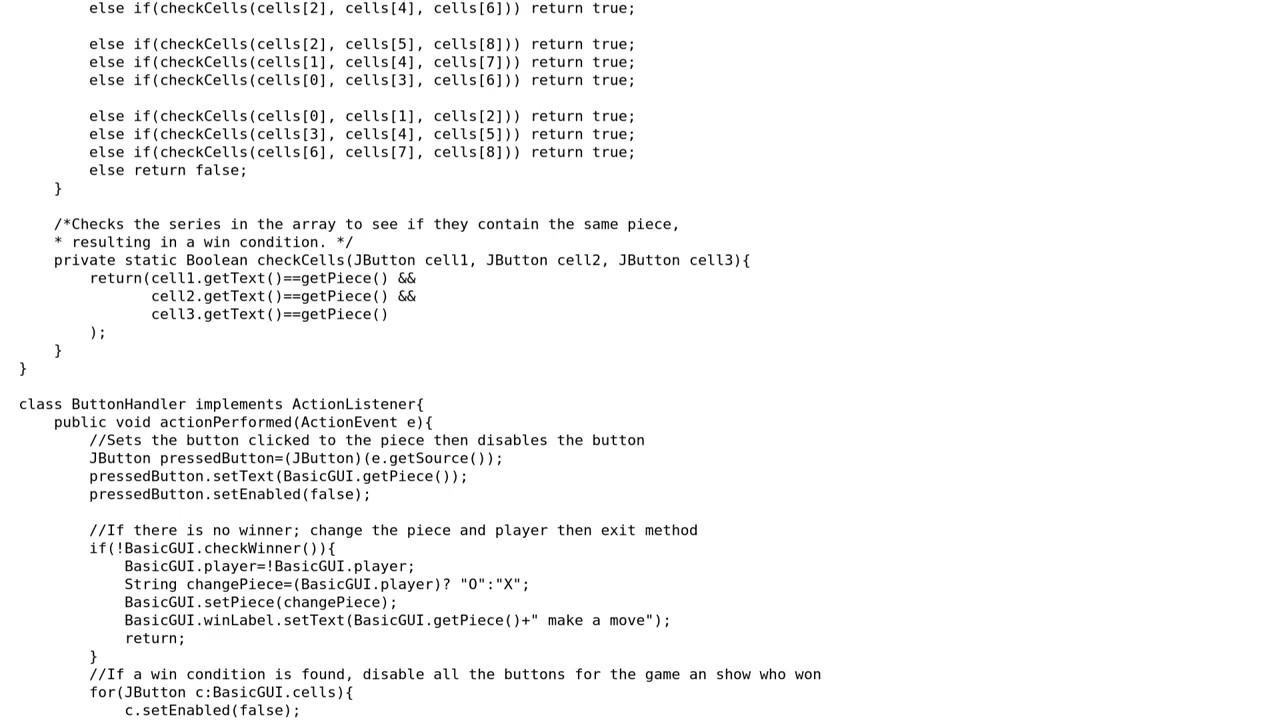 else if(checkCells(cells[2], cells[4], cells[6])) return true;
else if(checkCells(cells[2], cells[5], cells[8])) return true;
else if(checkCells(cells[1], cells[4], cells[7])) return true;
else if(checkCells(cells[0], cells[3], cells[6])) return true;
else if(checkCells(cells[0], cells[1], cells[2])) return true;
else if(checkCells(cells[3], cells[4], cells[5])) return true;
else if(checkCells(cells[6], cells[7], cells[8])) return true;
else return false;
}
/*Checks the series in the array to see if they contain the same piece,
* resulting in a win condition. */
private static Boolean checkCells(JButton cell1, JButton cell2, JButton cell3){
return(cell1.getText()==getPiece() &&
cell2.getText()==getPiece() &&
cell3.getText()==getPiece()
);
}
}
class ButtonHandler implements ActionListener{
public void actionPerformed(ActionEvent e){
//Sets the button clicked to the piece then disables the button
JButton pressedButton=(JButton)(e.getSource());
pressedButton.setText(BasicGUI.getPiece());
pressedButton.setEnabled(false);
//If there is no winner; change the piece and player then exit method
if(!BasicGUI.checkWinner()){
BasicGUI.player=!BasicGUI.player;
String changePiece=(BasicGUI.player)? "O":"X";
BasicGUI.setPiece(changePiece);
BasicGUI.winLabel.setText(BasicGUI.getPiece()+" make a move");
return;
}
//If a win condition is found, disable all the buttons for the game an show who won
for(JButton c:BasicGUI.cells){
c.setEnabled(false);